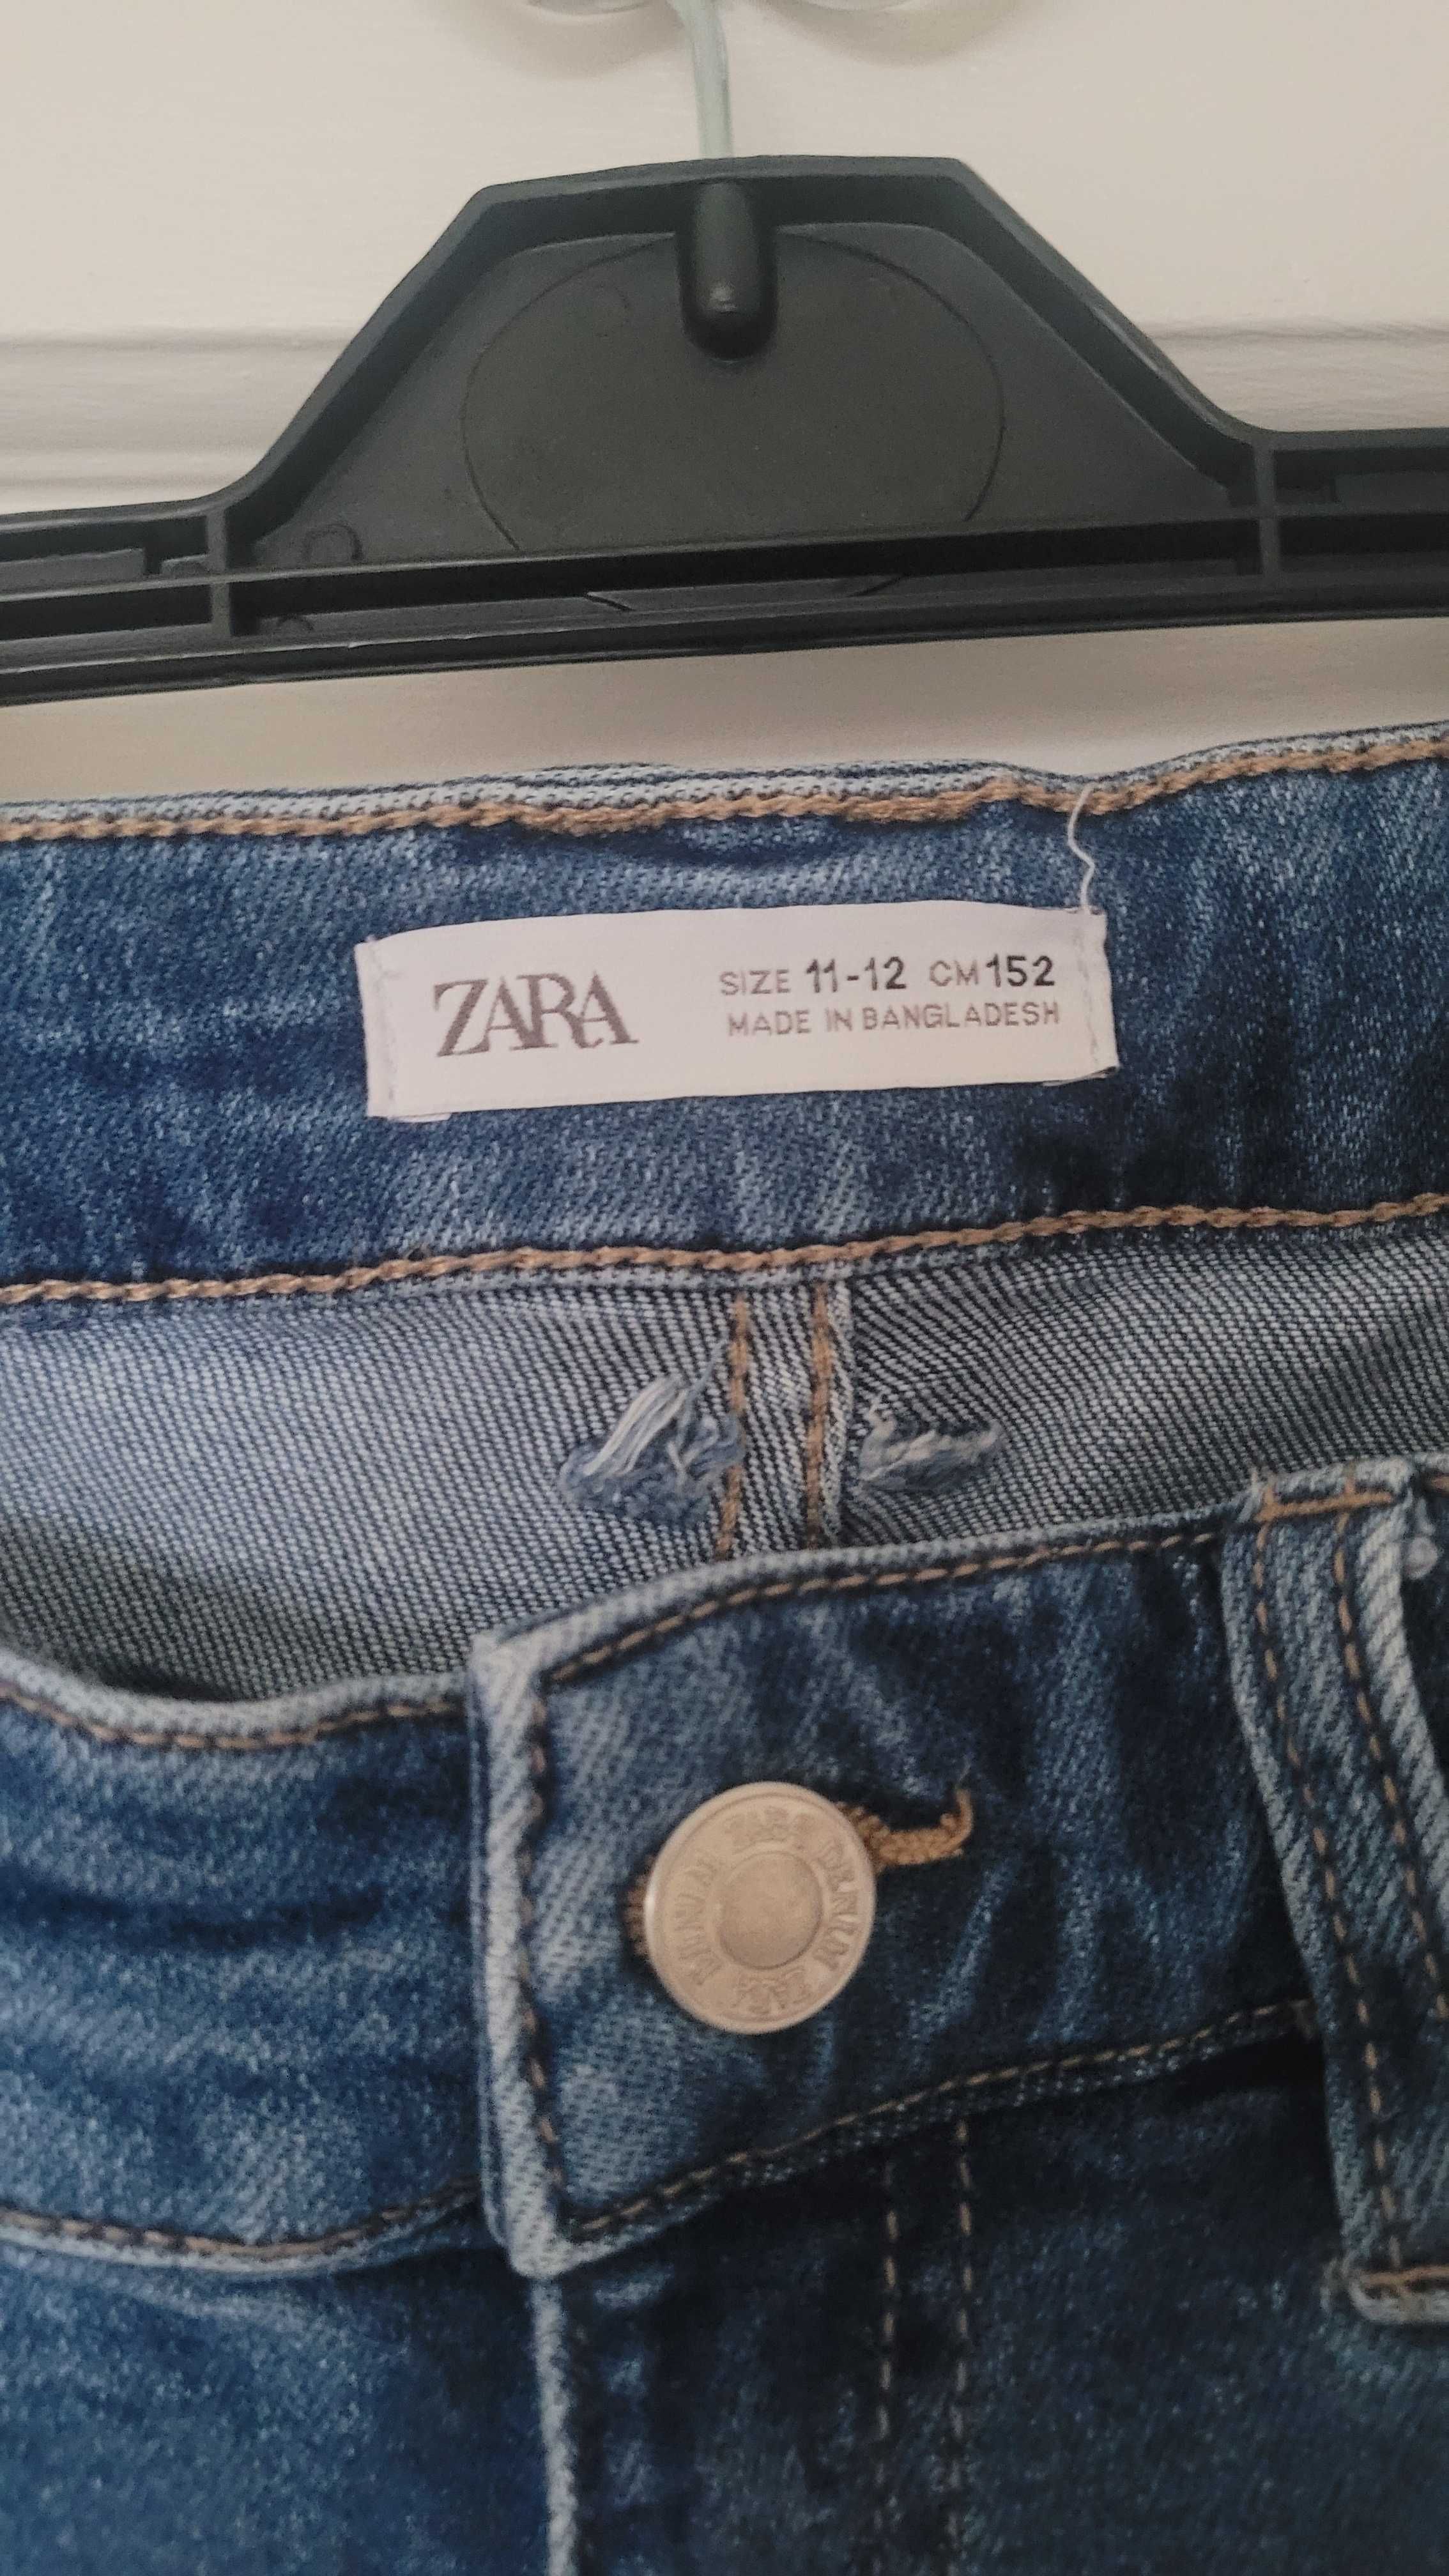 ZARA
SIZE 11-12 CM 152
MADE IN BANGLADESH